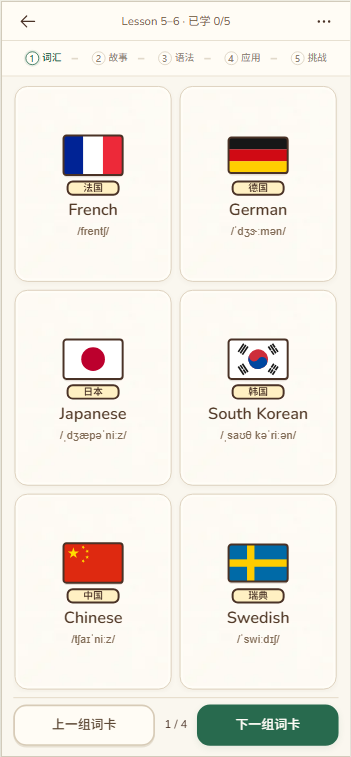 Lesson 5-6 · 已学 0/5
1 词汇 – 2 故事 – 3 语法 – 4 应用 – 5 挑战
法国
French
/frentʃ/
德国
German
/ˈdʒɝːmən/
日本
Japanese
/ˌdʒæpəˈniːz/
韩国
South Korean
/ˌsaʊθ kəˈriːən/
中国
Chinese
/tʃaɪˈniːz/
瑞典
Swedish
/ˈswiːdɪʃ/
上一组词卡
1 / 4
下一组词卡